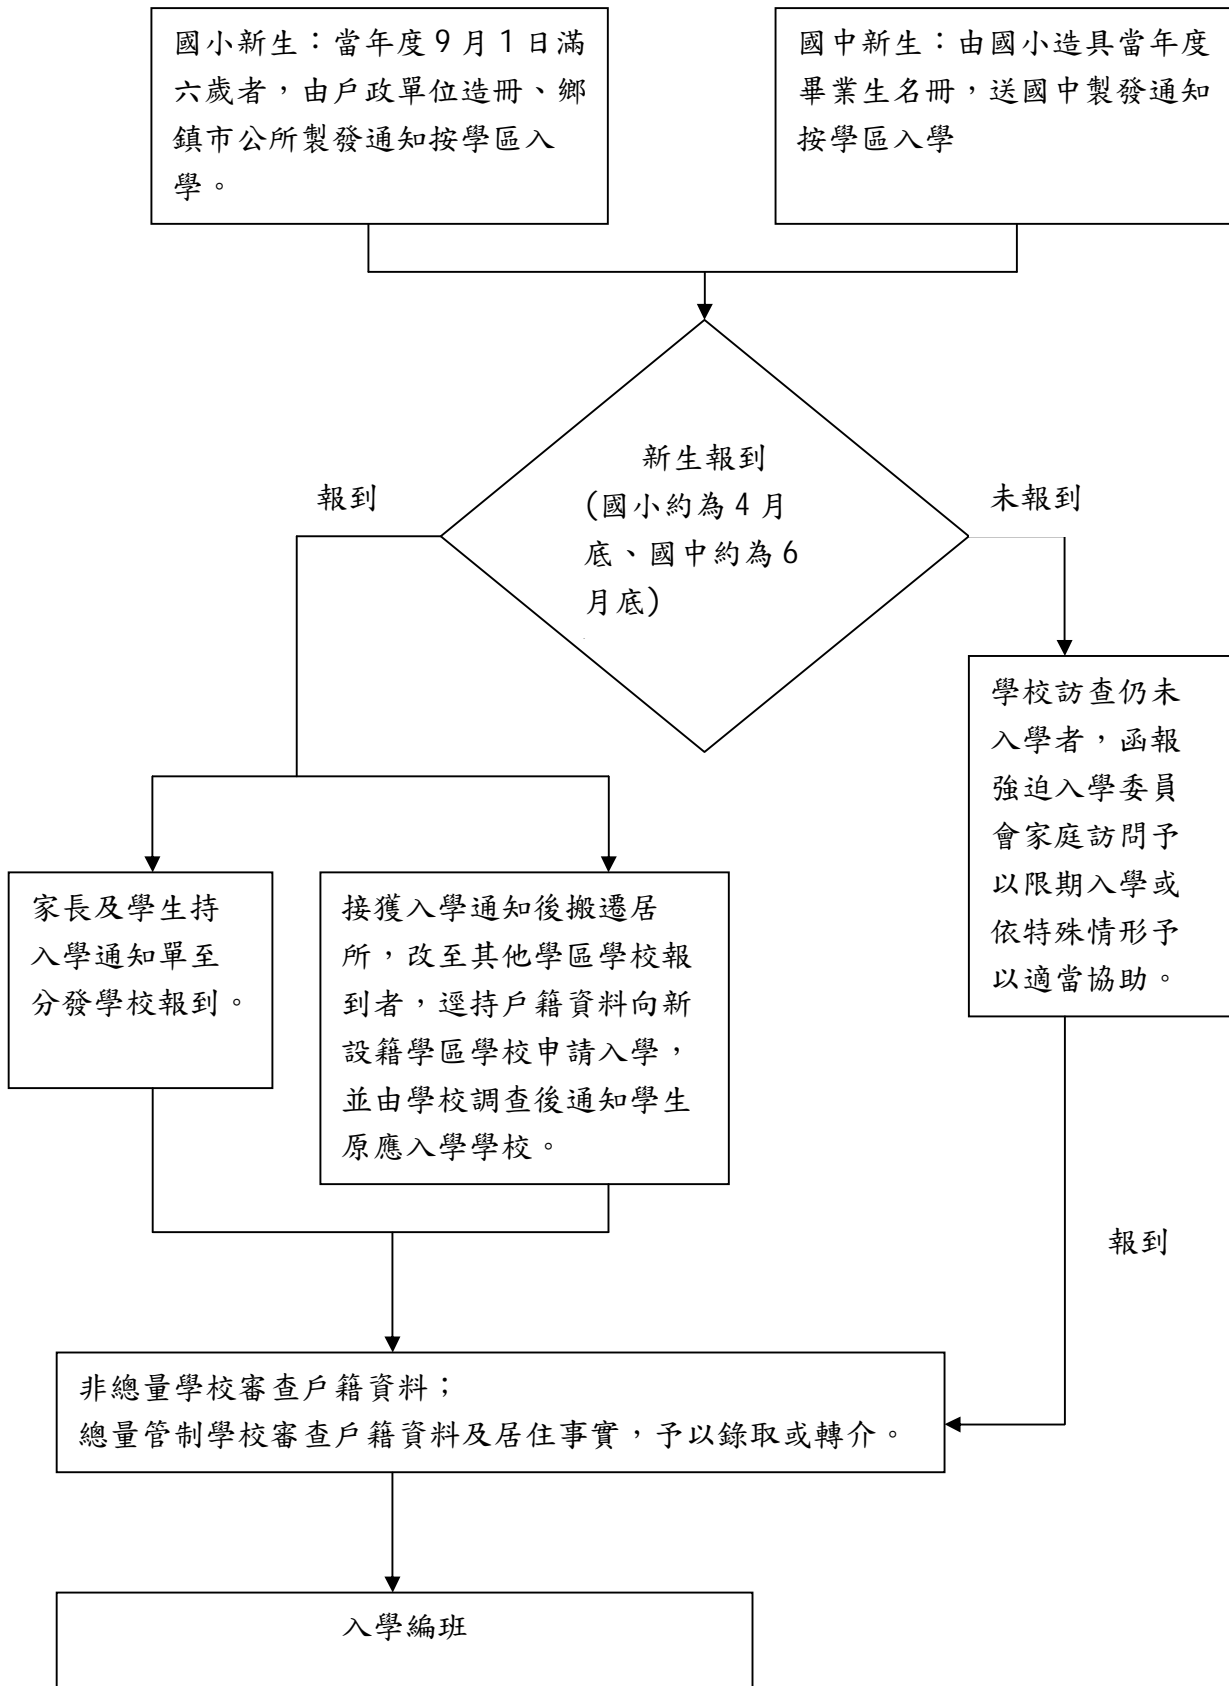 國小新生：當年度 9 月 1 日滿
六歲者，由戶政單位造冊、鄉
鎮市公所製發通知按學區入
學。
國中新生：由國小造具當年度
畢業生名冊，送國中製發通知
按學區入學
新生報到
(國小約為 4 月
底、國中約為 6
月底)
報到
未報到
學校訪查仍未
入學者，函報
強迫入學委員
會家庭訪問予
以限期入學或
依特殊情形予
以適當協助。
家長及學生持
入學通知單至
分發學校報到。
接獲入學通知後搬遷居
所，改至其他學區學校報
到者，逕持戶籍資料向新
設籍學區學校申請入學，
並由學校調查後通知學生
原應入學學校。
報到
非總量學校審查戶籍資料；
總量管制學校審查戶籍資料及居住事實，予以錄取或轉介。
入學編班